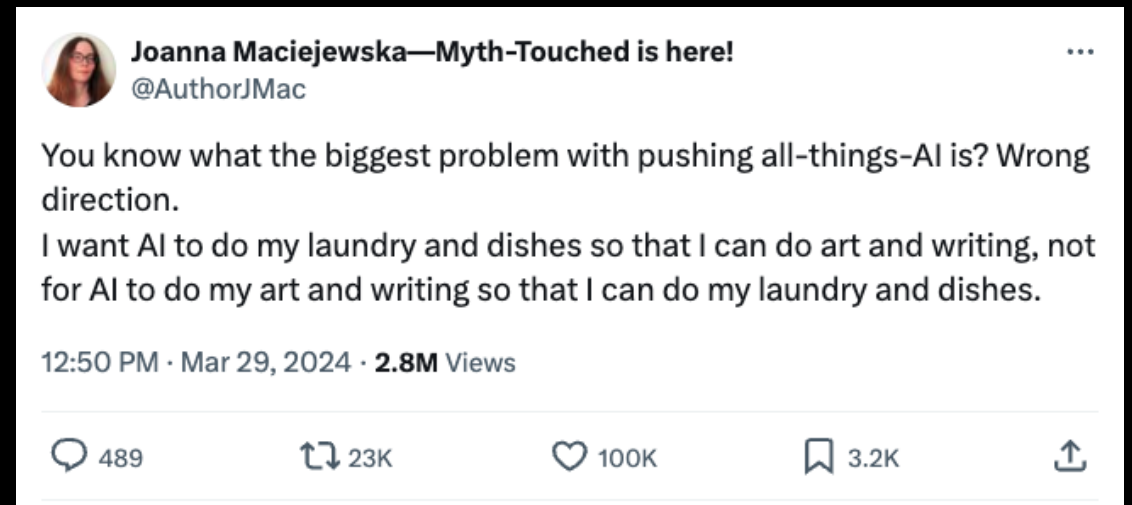 Joanna Maciejewska—Myth-Touched is here!
@AuthorJMac
You know what the biggest problem with pushing all-things-AI is? Wrong
direction.
I want AI to do my laundry and dishes so that I can do art and writing, not
for AI to do my art and writing so that I can do my laundry and dishes.
12:50 PM · Mar 29, 2024 · 2.8M Views
489 23K 100K 3.2K